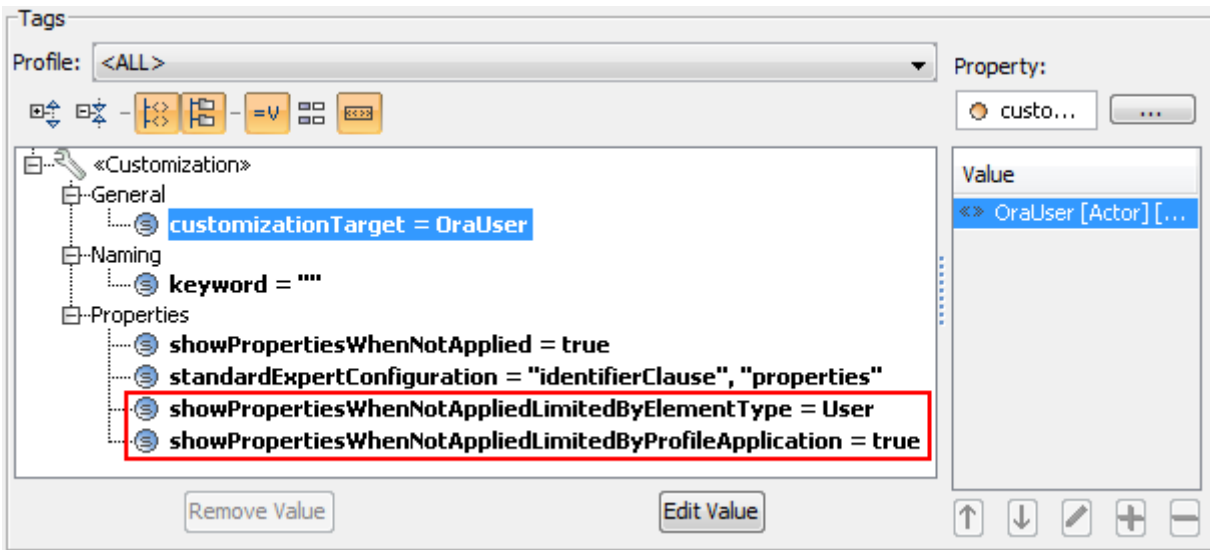 Tags
Profile: <ALL>
Property:
custo... ...
«Customization»
General
customizationTarget = OraUser
Naming
keyword = ""
Properties
showPropertiesWhenNotApplied = true
standardExpertConfiguration = "identifierClause", "properties"
showPropertiesWhenNotAppliedLimitedByElementType = User
showPropertiesWhenNotAppliedLimitedByProfileApplication = true
Value
«» OraUser [Actor] [...
Remove Value
Edit Value